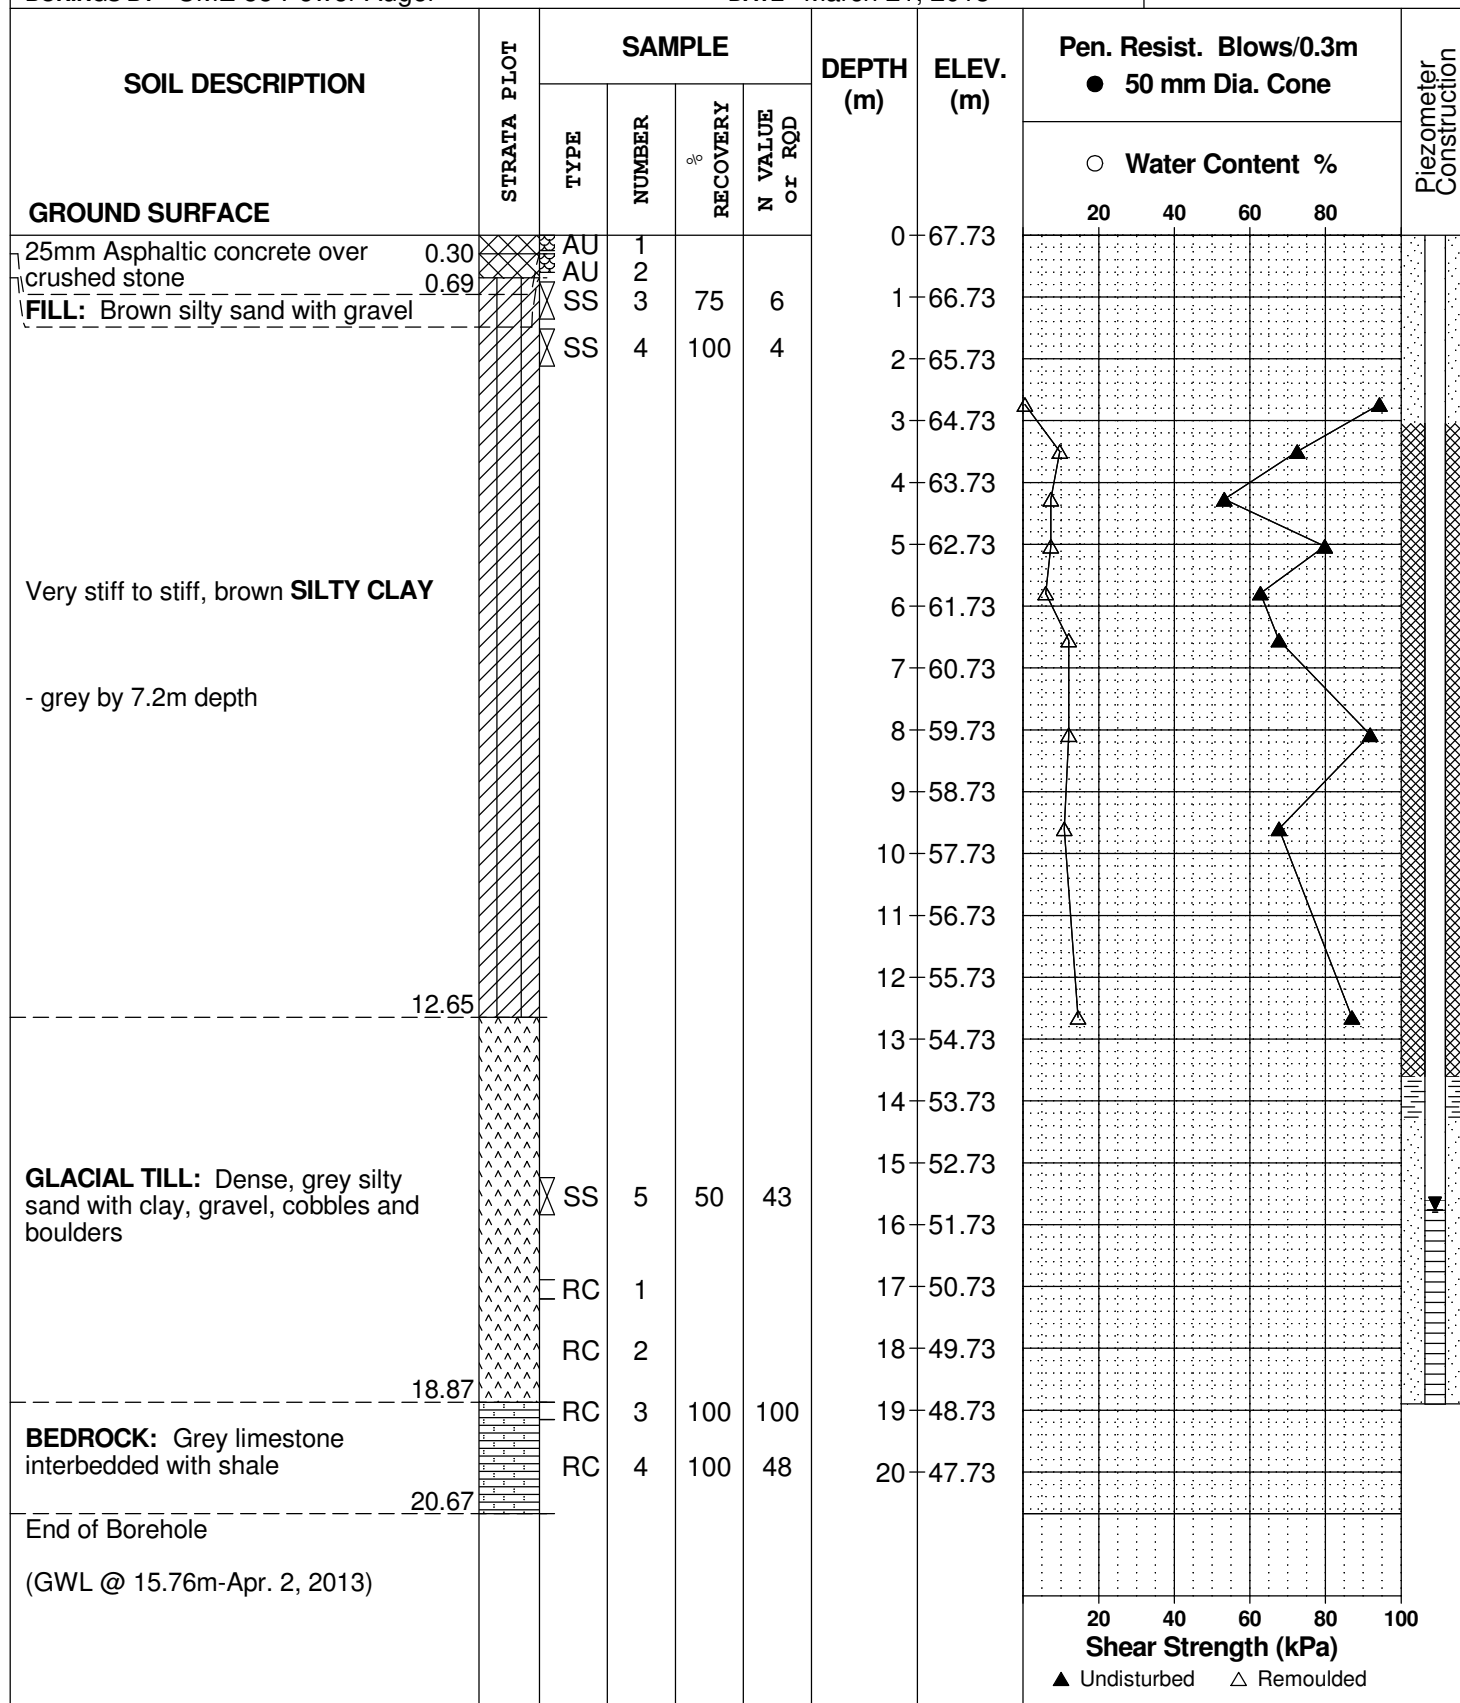 SOIL DESCRIPTION
GROUND SURFACE
STRATA PLOT
SAMPLE
TYPE
NUMBER
% RECOVERY
N VALUE or RQD
DEPTH (m)
ELEV. (m)
Pen. Resist. Blows/0.3m
● 50 mm Dia. Cone
○ Water Content %
20 40 60 80
Piezometer Construction
25mm Asphaltic concrete over 0.30
crushed stone 0.69
FILL: Brown silty sand with gravel
Very stiff to stiff, brown SILTY CLAY
- grey by 7.2m depth
12.65
GLACIAL TILL: Dense, grey silty
sand with clay, gravel, cobbles and
boulders
18.87
BEDROCK: Grey limestone
interbedded with shale
20.67
End of Borehole
(GWL @ 15.76m-Apr. 2, 2013)
AU 1
AU 2
SS 3 75 6
SS 4 100 4
SS 5 50 43
RC 1
RC 2
RC 3 100 100
RC 4 100 48
0 67.73
1 66.73
2 65.73
3 64.73
4 63.73
5 62.73
6 61.73
7 60.73
8 59.73
9 58.73
10 57.73
11 56.73
12 55.73
13 54.73
14 53.73
15 52.73
16 51.73
17 50.73
18 49.73
19 48.73
20 47.73
20 40 60 80 100
Shear Strength (kPa)
▲ Undisturbed △ Remoulded